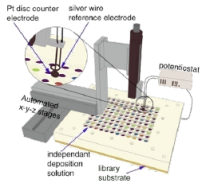 Pt disc counter
electrode
silver wire
reference electrode
potentiostat
Automated
x-y-z stages
independant
deposition
solution
library
substrate